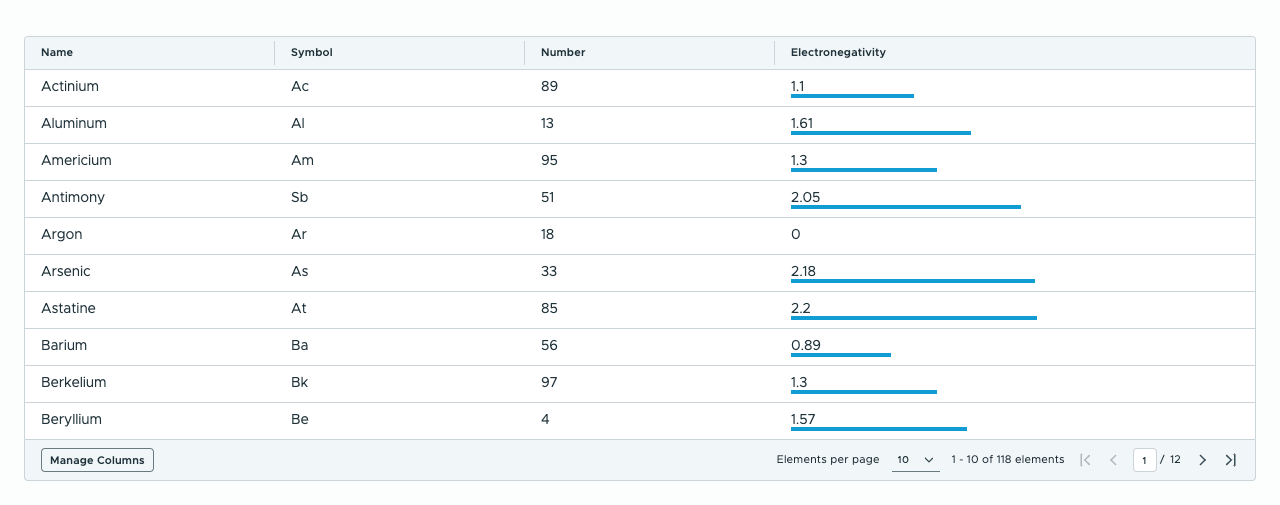 Name Symbol Number Electronegativity
Actinium Ac 89 1.1
Aluminum Al 13 1.61
Americium Am 95 1.3
Antimony Sb 51 2.05
Argon Ar 18 0
Arsenic As 33 2.18
Astatine At 85 2.2
Barium Ba 56 0.89
Berkelium Bk 97 1.3
Beryllium Be 4 1.57
Manage Columns Elements per page 10 1 - 10 of 118 elements 1 / 12